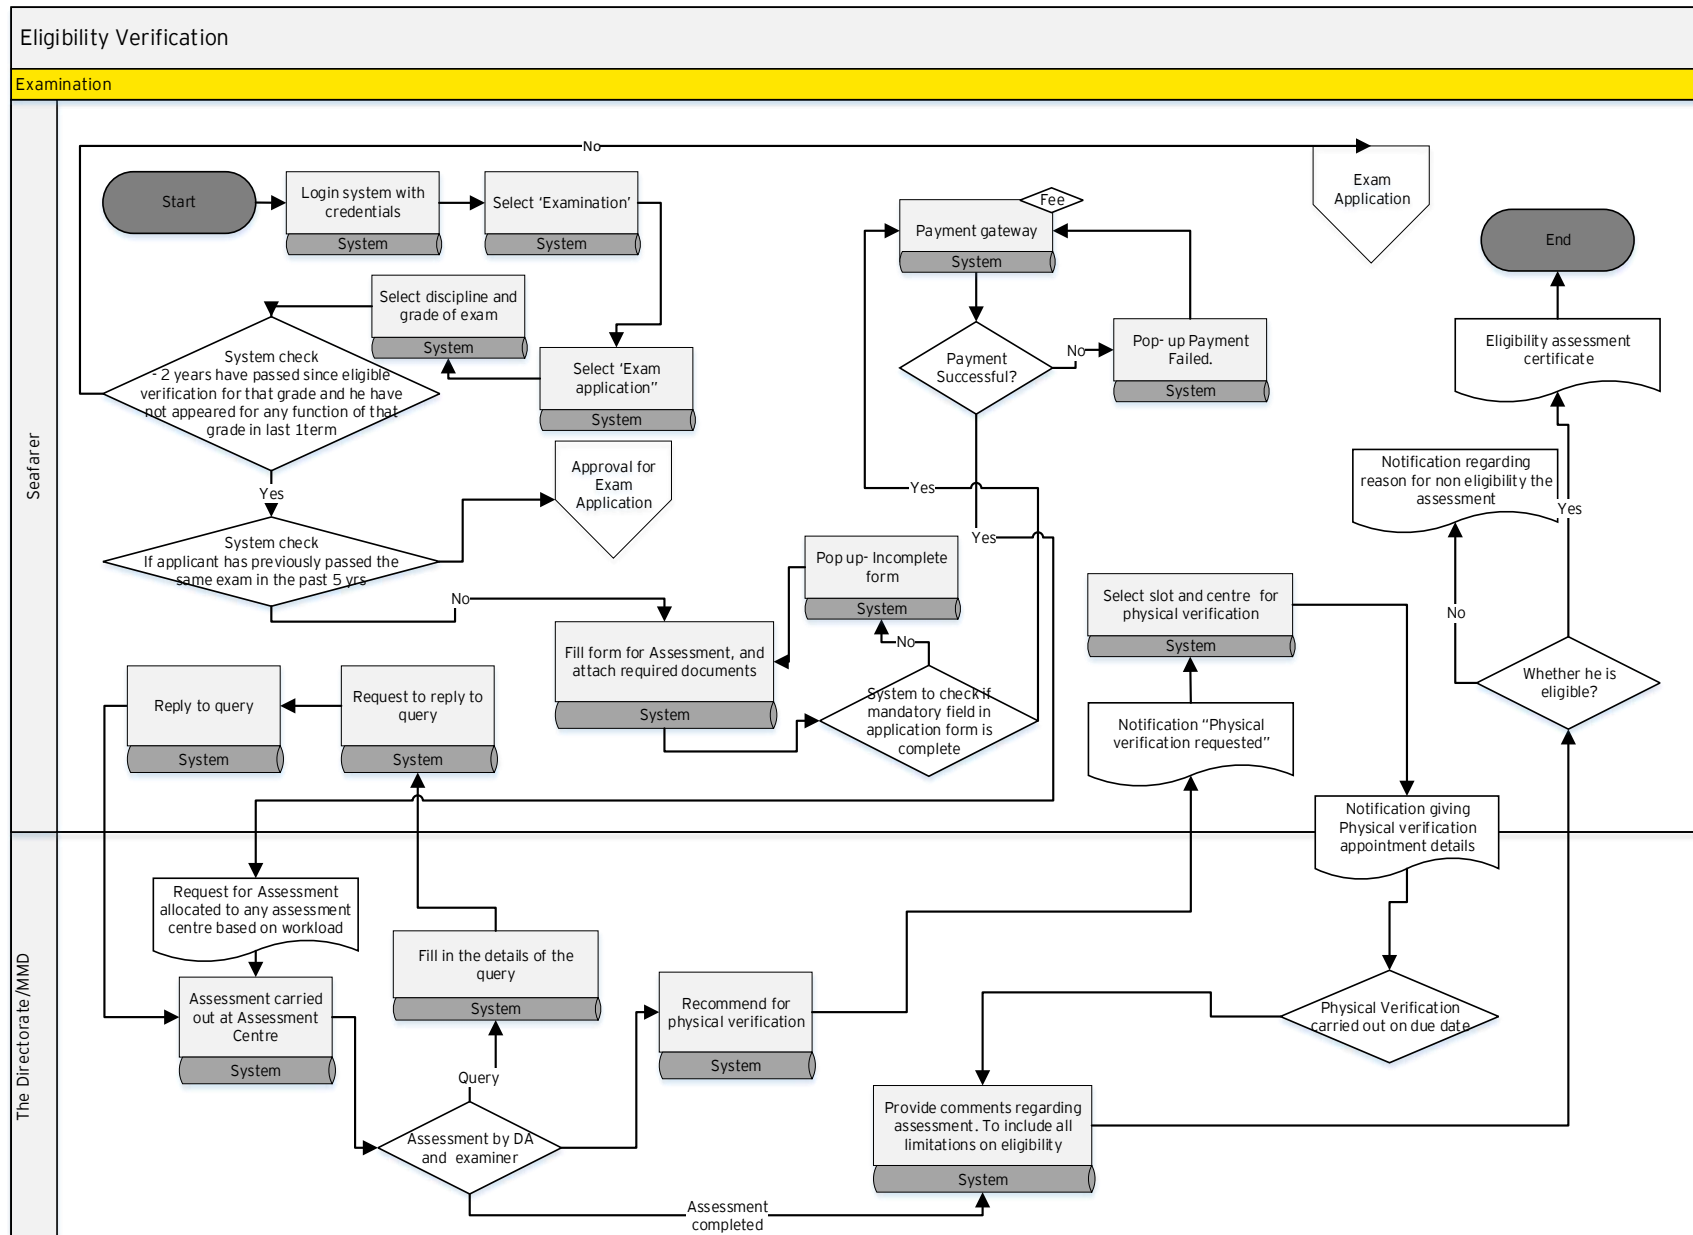 Eligibility Verification
Examination
Seafarer
No
Start
Login system with
credentials
System
Select ‘Examination’
System
Fee
Payment gateway
System
Exam
Application
End
Select discipline and
grade of exam
System
System check
- 2 years have passed since eligible
verification for that grade and he have
not appeared for any function of that
grade in last 1term
Select ‘Exam
application”
System
Payment
Successful?
No
Pop- up Payment
Failed.
System
Eligibility assessment
certificate
Approval for
Exam
Application
Notification regarding
reason for non eligibility the
assessment
Yes
Yes
Yes
Yes
System check
If applicant has previously passed the
same exam in the past 5 yrs
Pop up- Incomplete
form
System
Select slot and centre for
physical verification
System
No
No
No
Fill form for Assessment, and
attach required documents
System
System to check if
mandatory field in
application form is
complete
Whether he is
eligible?
Reply to query
System
Request to reply to
query
System
Notification “Physical
verification requested”
Notification giving
Physical verification
appointment details
The Directorate/MMD
Request for Assessment
allocated to any assessment
centre based on workload
Fill in the details of the
query
System
Assessment carried
out at Assessment
Centre
System
Recommend for
physical verification
System
Physical Verification
carried out on due date
Query
Assessment by DA
and examiner
Provide comments regarding
assessment. To include all
limitations on eligibility
System
Assessment
completed